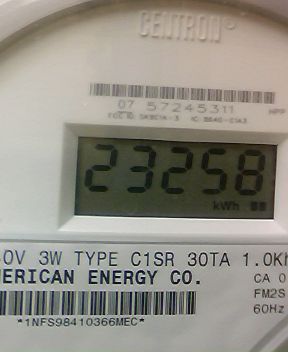 CENTRON®
07 57245311
23258
kWh
0V 3W TYPE C1SR 30TA 1.0Kh
ERICAN ENERGY CO.
CA 0
FM2S
60Hz
*1NFS98410366MEC*